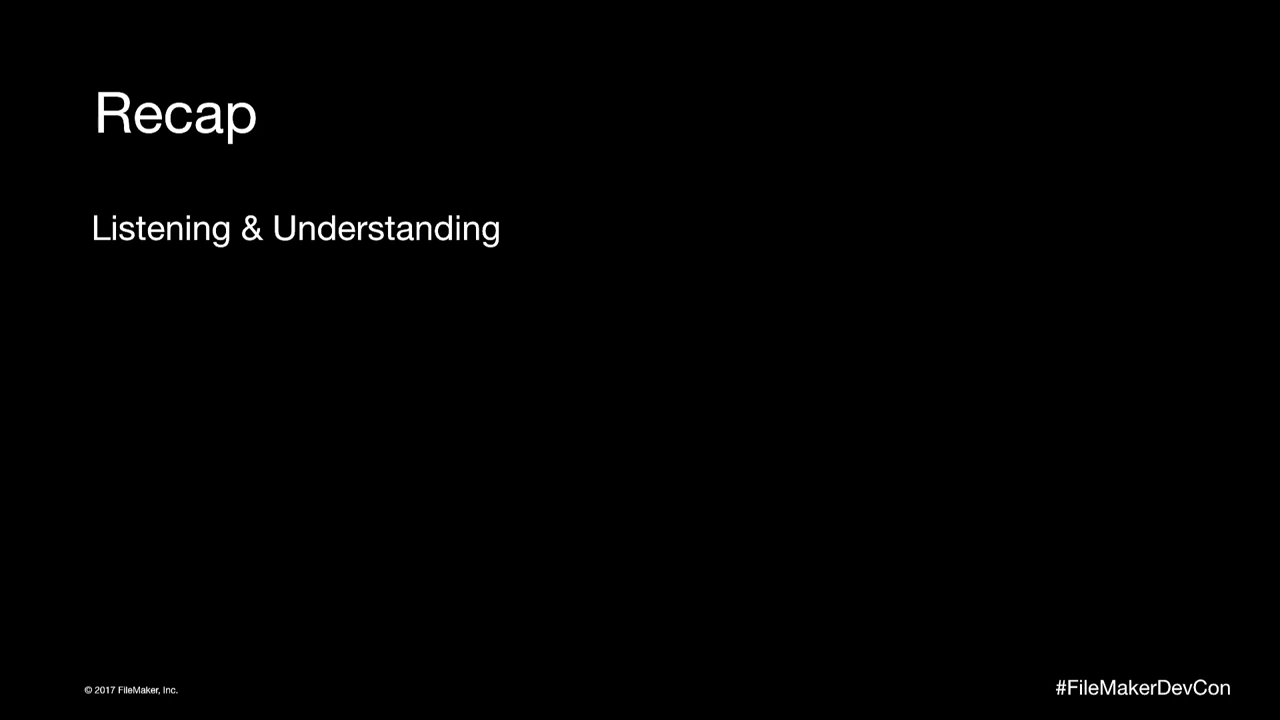 Recap
Listening & Understanding
© 2017 FileMaker, Inc.
#FileMakerDevCon